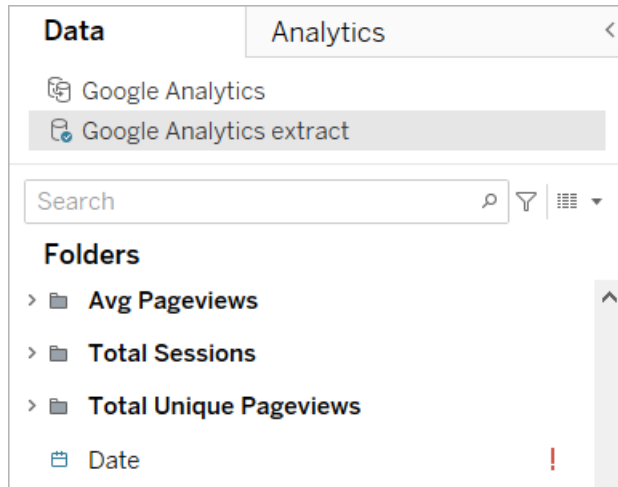 Data Analytics
Google Analytics
Google Analytics extract
Search
Folders
Avg Pageviews
Total Sessions
Total Unique Pageviews
Date !